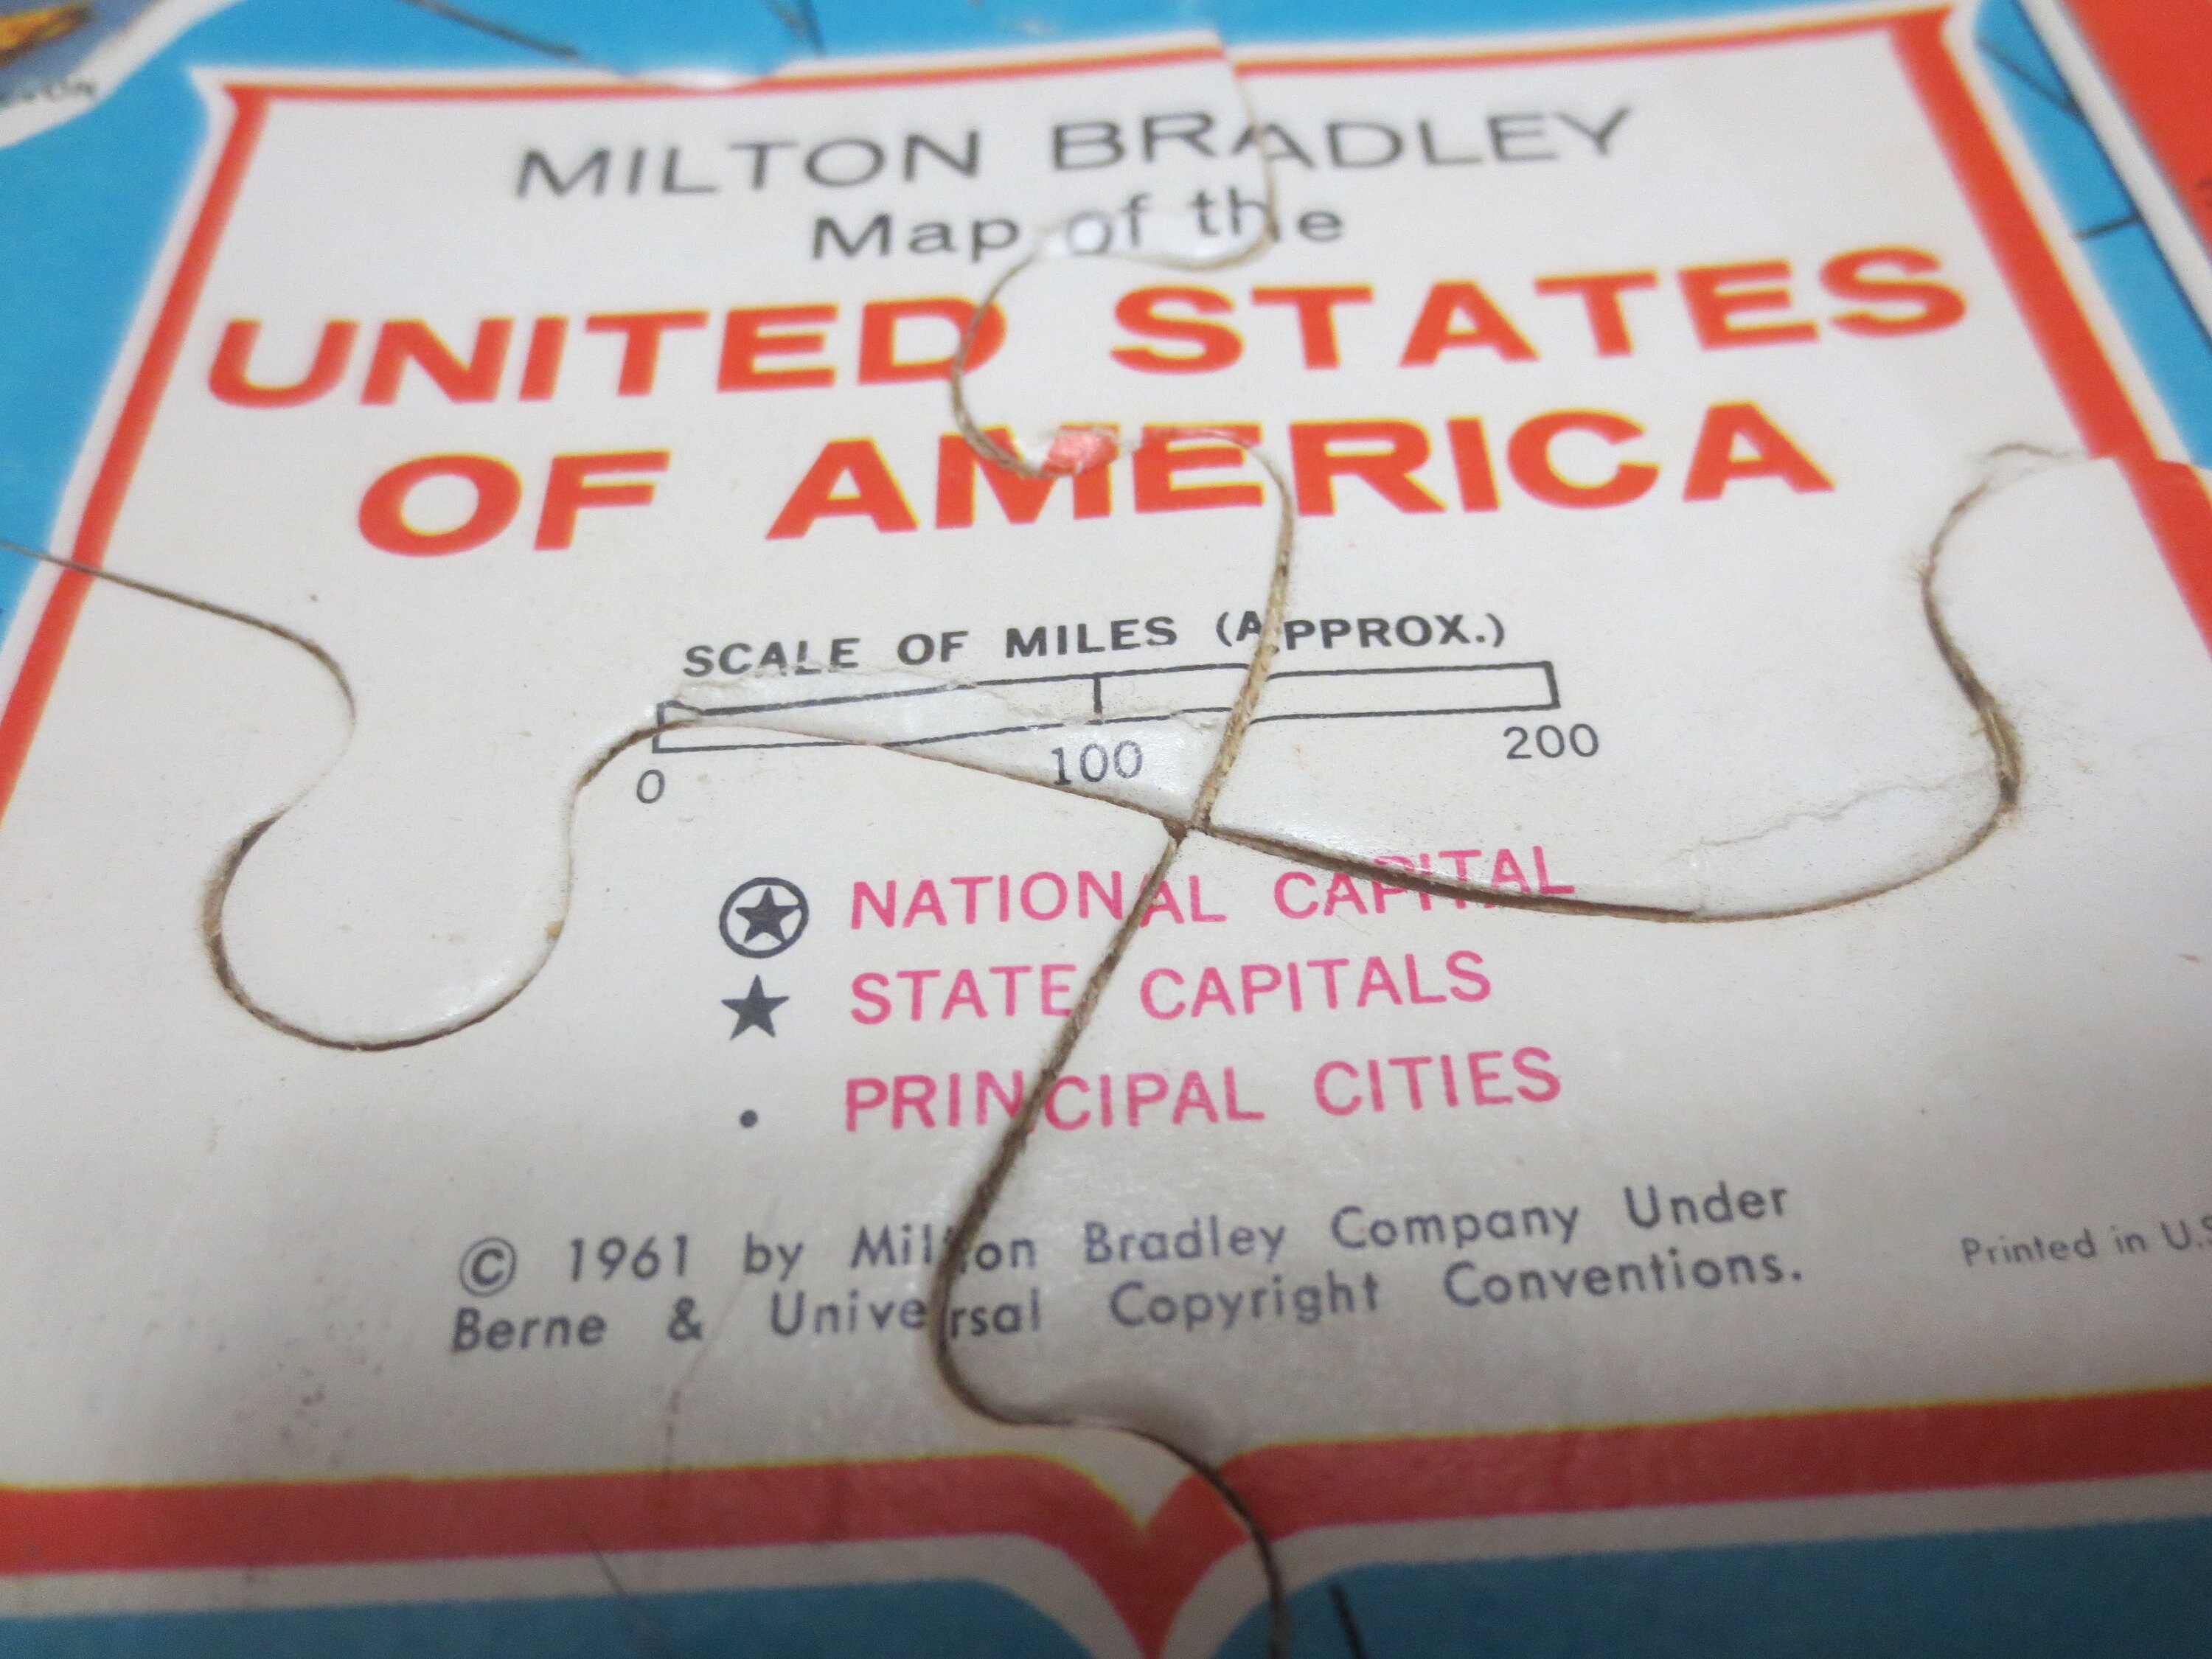 MILTON BRADLEY
Map of the
UNITED STATES
OF AMERICA
SCALE OF MILES (APPROX.)
0 100 200
NATIONAL CAPITAL
STATE CAPITALS
PRINCIPAL CITIES
© 1961 by Milton Bradley Company Under
Berne & Universal Copyright Conventions.
Printed in U.S